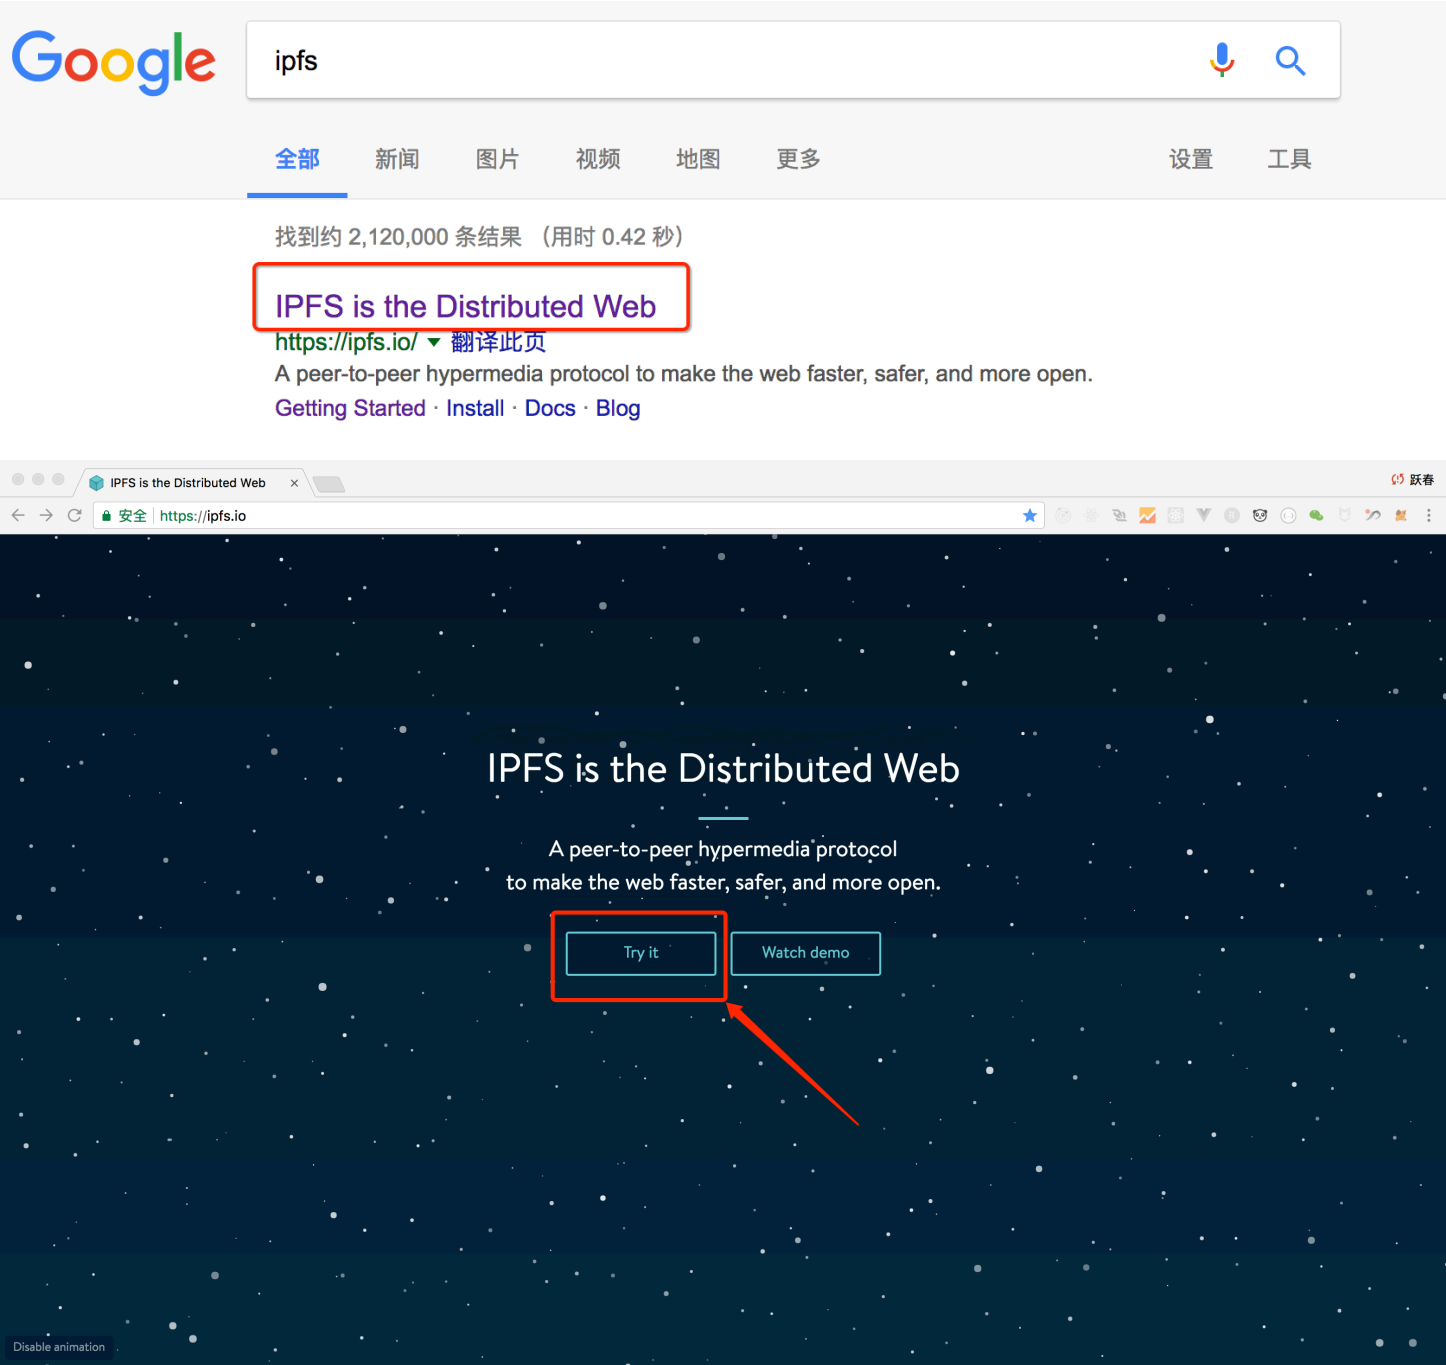 Google
ipfs
全部 新闻 图片 视频 地图 更多 设置 工具
找到约 2,120,000 条结果 （用时 0.42 秒）
IPFS is the Distributed Web
https://ipfs.io/ ▼ 翻译此页
A peer-to-peer hypermedia protocol to make the web faster, safer, and more open.
Getting Started · Install · Docs · Blog
IPFS is the Distributed Web × 跃春
安全 https://ipfs.io
IPFS is the Distributed Web
A peer-to-peer hypermedia protocol
to make the web faster, safer, and more open.
Try it Watch demo
Disable animation